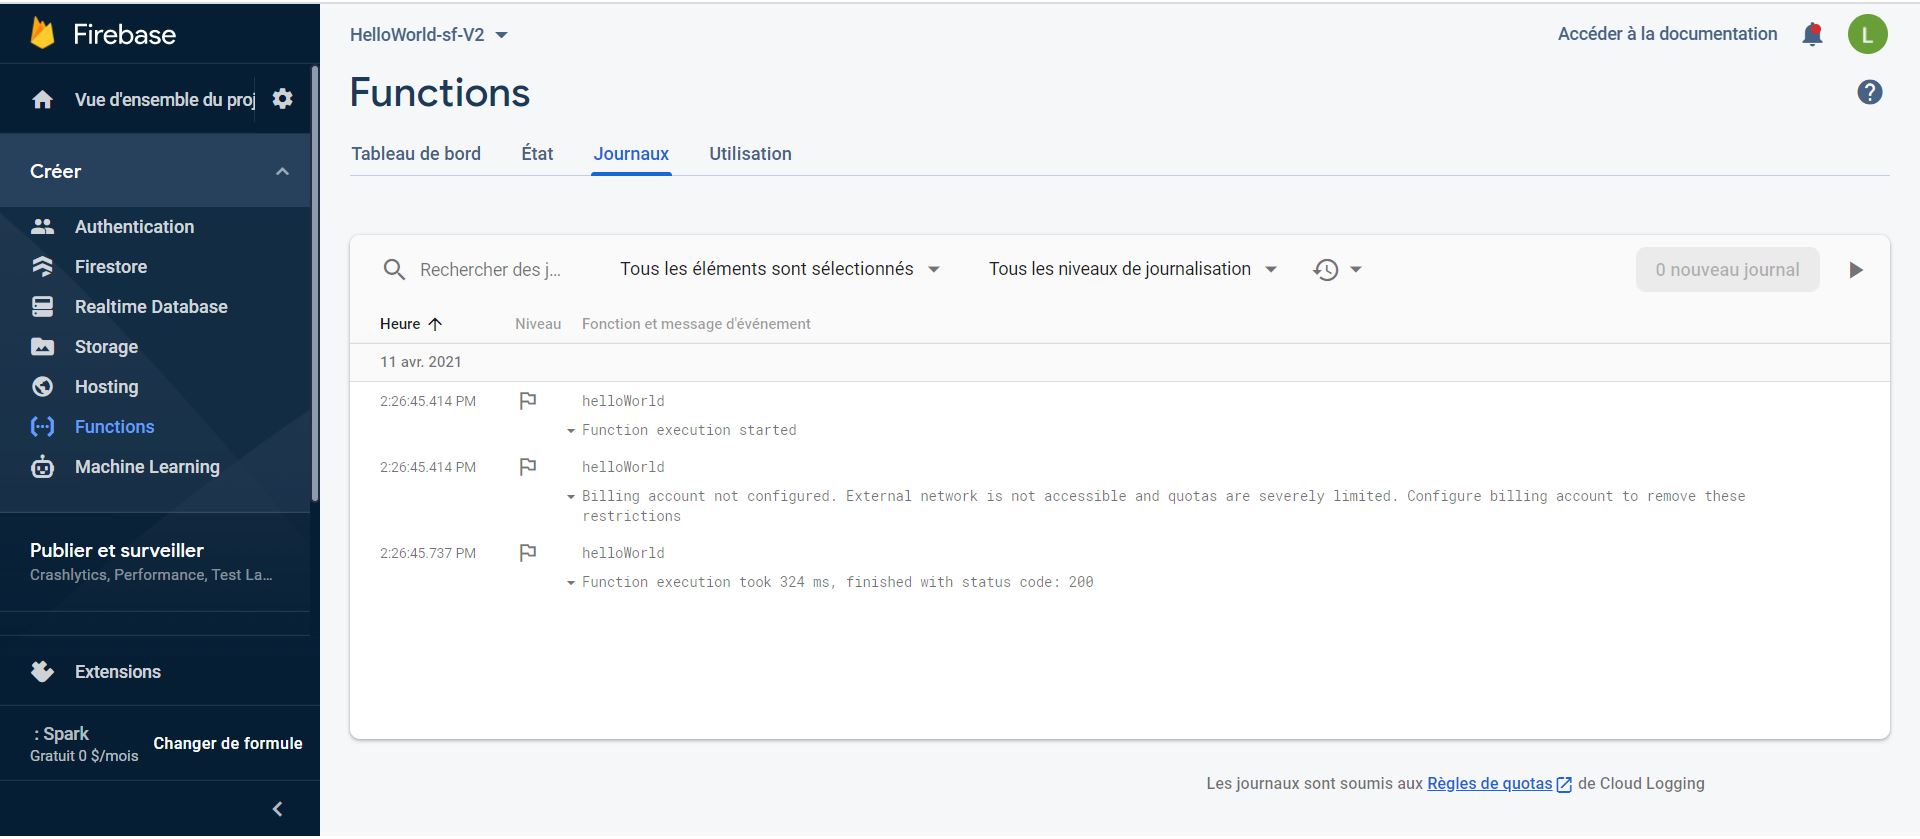 Firebase
Vue d'ensemble du proj
Créer
Authentication
Firestore
Realtime Database
Storage
Hosting
Functions
Machine Learning
Publier et surveiller
Crashlytics, Performance, Test La…
Extensions
: Spark
Gratuit 0 $/mois
Changer de formule
HelloWorld-sf-V2
Accéder à la documentation
L
Functions
?
Tableau de bord
État
Journaux
Utilisation
Rechercher des j…
Tous les éléments sont sélectionnés
Tous les niveaux de journalisation
0 nouveau journal
Heure
Niveau
Fonction et message d'événement
11 avr. 2021
2:26:45.414 PM
helloWorld
Function execution started
2:26:45.414 PM
helloWorld
Billing account not configured. External network is not accessible and quotas are severely limited. Configure billing account to remove these
restrictions
2:26:45.737 PM
helloWorld
Function execution took 324 ms, finished with status code: 200
Les journaux sont soumis aux Règles de quotas de Cloud Logging